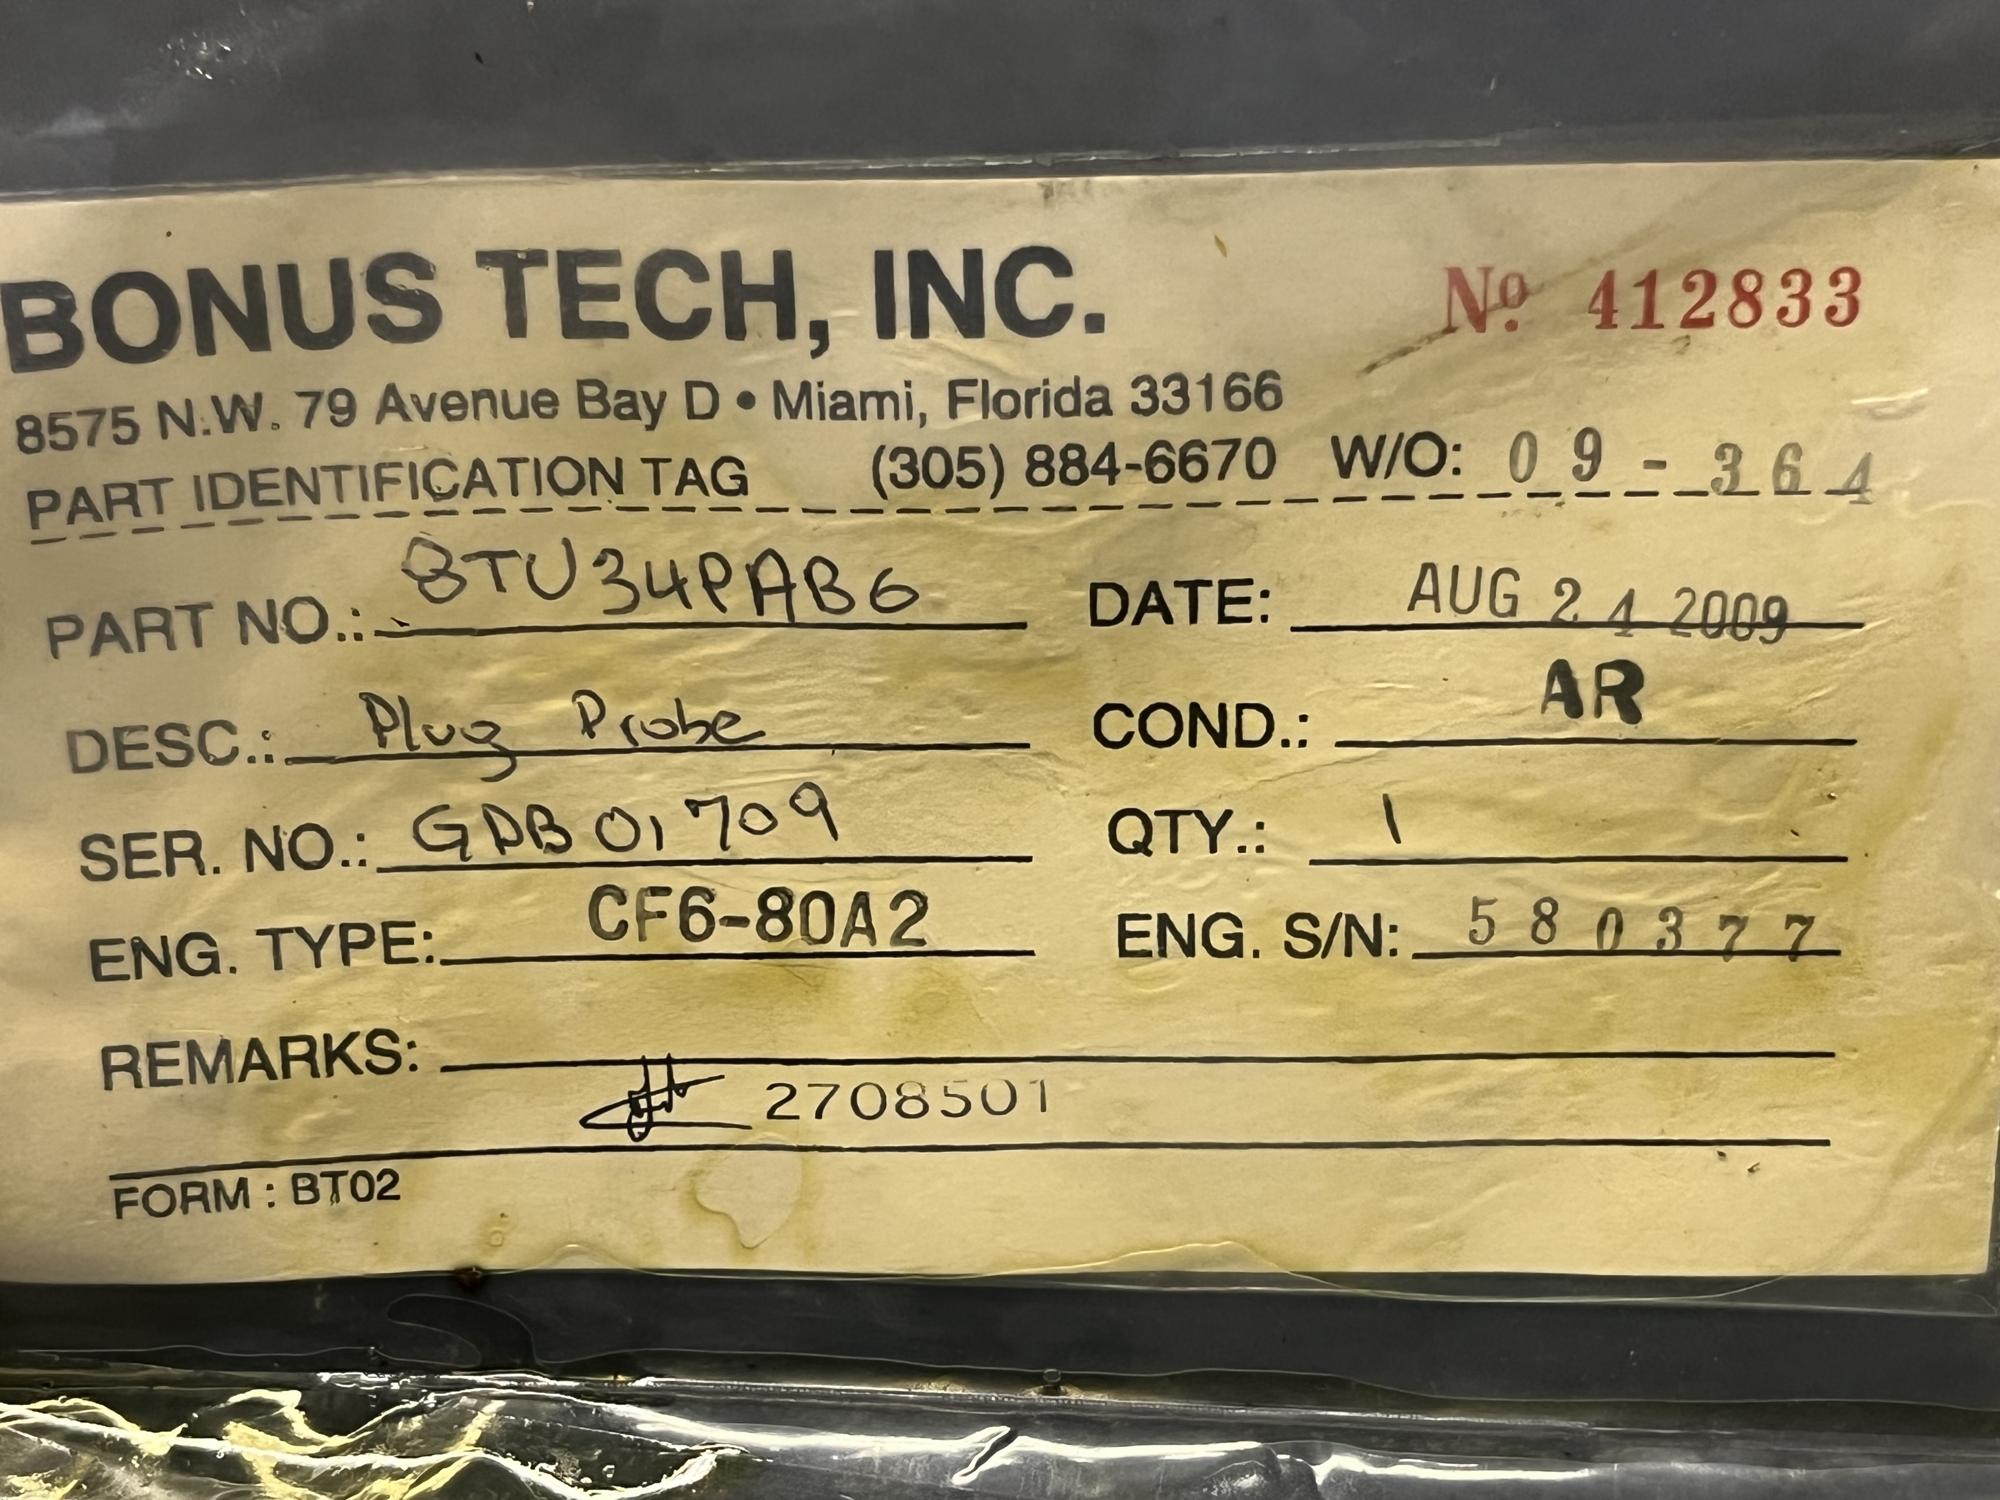 BONUS TECH, INC. Nº 412833
8575 N.W. 79 Avenue Bay D • Miami, Florida 33166
PART IDENTIFICATION TAG (305) 884-6670 W/O: 09-364
PART NO.: 8TU34PAB6 DATE: AUG 24 2009
DESC.: Plug Probe COND.: AR
SER. NO.: GDB01709 QTY.: 1
ENG. TYPE: CF6-80A2 ENG. S/N: 580377
REMARKS:
2708501
FORM : BT02